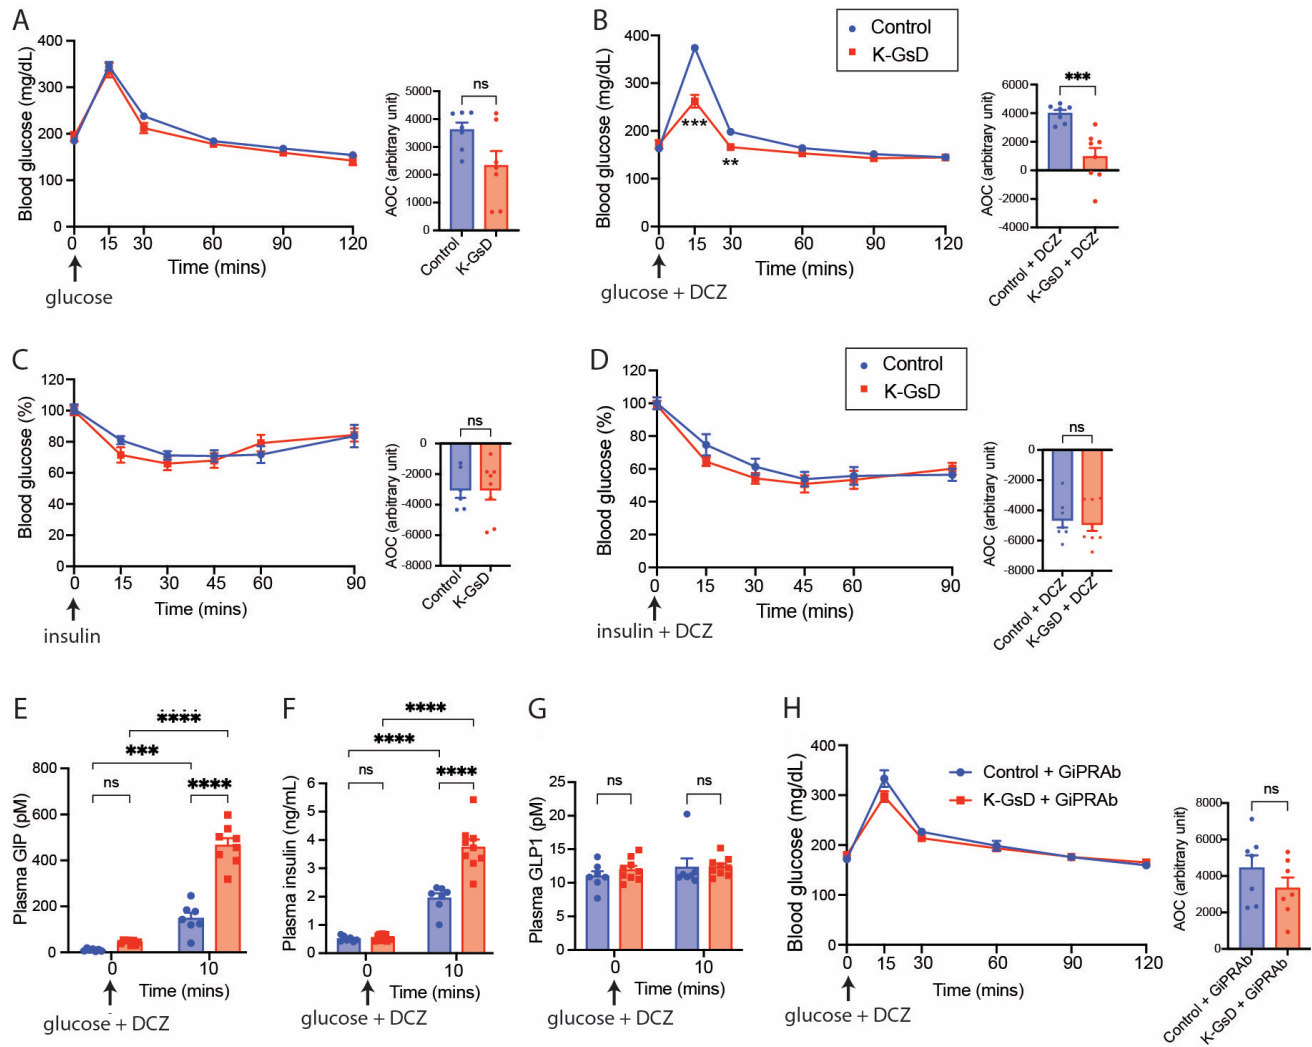 A
Blood glucose (mg/dL)
400
300
200
100
0
0 15 30 60 90 120
Time (mins)
glucose
AOC (arbitrary unit)
5000
4000
3000
2000
1000
0
ns
Control
K-GsD
B
Control
K-GsD
Blood glucose (mg/dL)
400
300
200
100
0
***
**
0 15 30 60 90 120
Time (mins)
glucose + DCZ
AOC (arbitrary unit)
6000
4000
2000
0
-2000
-4000
***
Control + DCZ
K-GsD + DCZ
C
Blood glucose (%)
120
100
80
60
40
20
0
0 15 30 45 60 90
Time (mins)
insulin
AOC (arbitrary unit)
0
-2000
-4000
-6000
-8000
ns
Control
K-GsD
D
Control
K-GsD
Blood glucose (%)
120
100
80
60
40
20
0
0 15 30 45 60 90
Time (mins)
insulin + DCZ
AOC (arbitrary unit)
0
-2000
-4000
-6000
-8000
ns
Control + DCZ
K-GsD + DCZ
E
Plasma GIP (pM)
800
600
400
200
0
****
***
ns
****
0 10
Time (mins)
glucose + DCZ
F
Plasma insulin (ng/mL)
6
5
4
3
2
1
0
****
****
ns
****
0 10
Time (mins)
glucose + DCZ
G
Plasma GLP1 (pM)
25
20
15
10
5
0
ns
ns
0 10
Time (mins)
glucose + DCZ
H
Blood glucose (mg/dL)
400
300
200
100
0
Control + GiPRAb
K-GsD + GiPRAb
0 15 30 60 90 120
Time (mins)
glucose + DCZ
AOC (arbitrary unit)
8000
6000
4000
2000
0
ns
Control + GiPRAb
K-GsD + GiPRAb